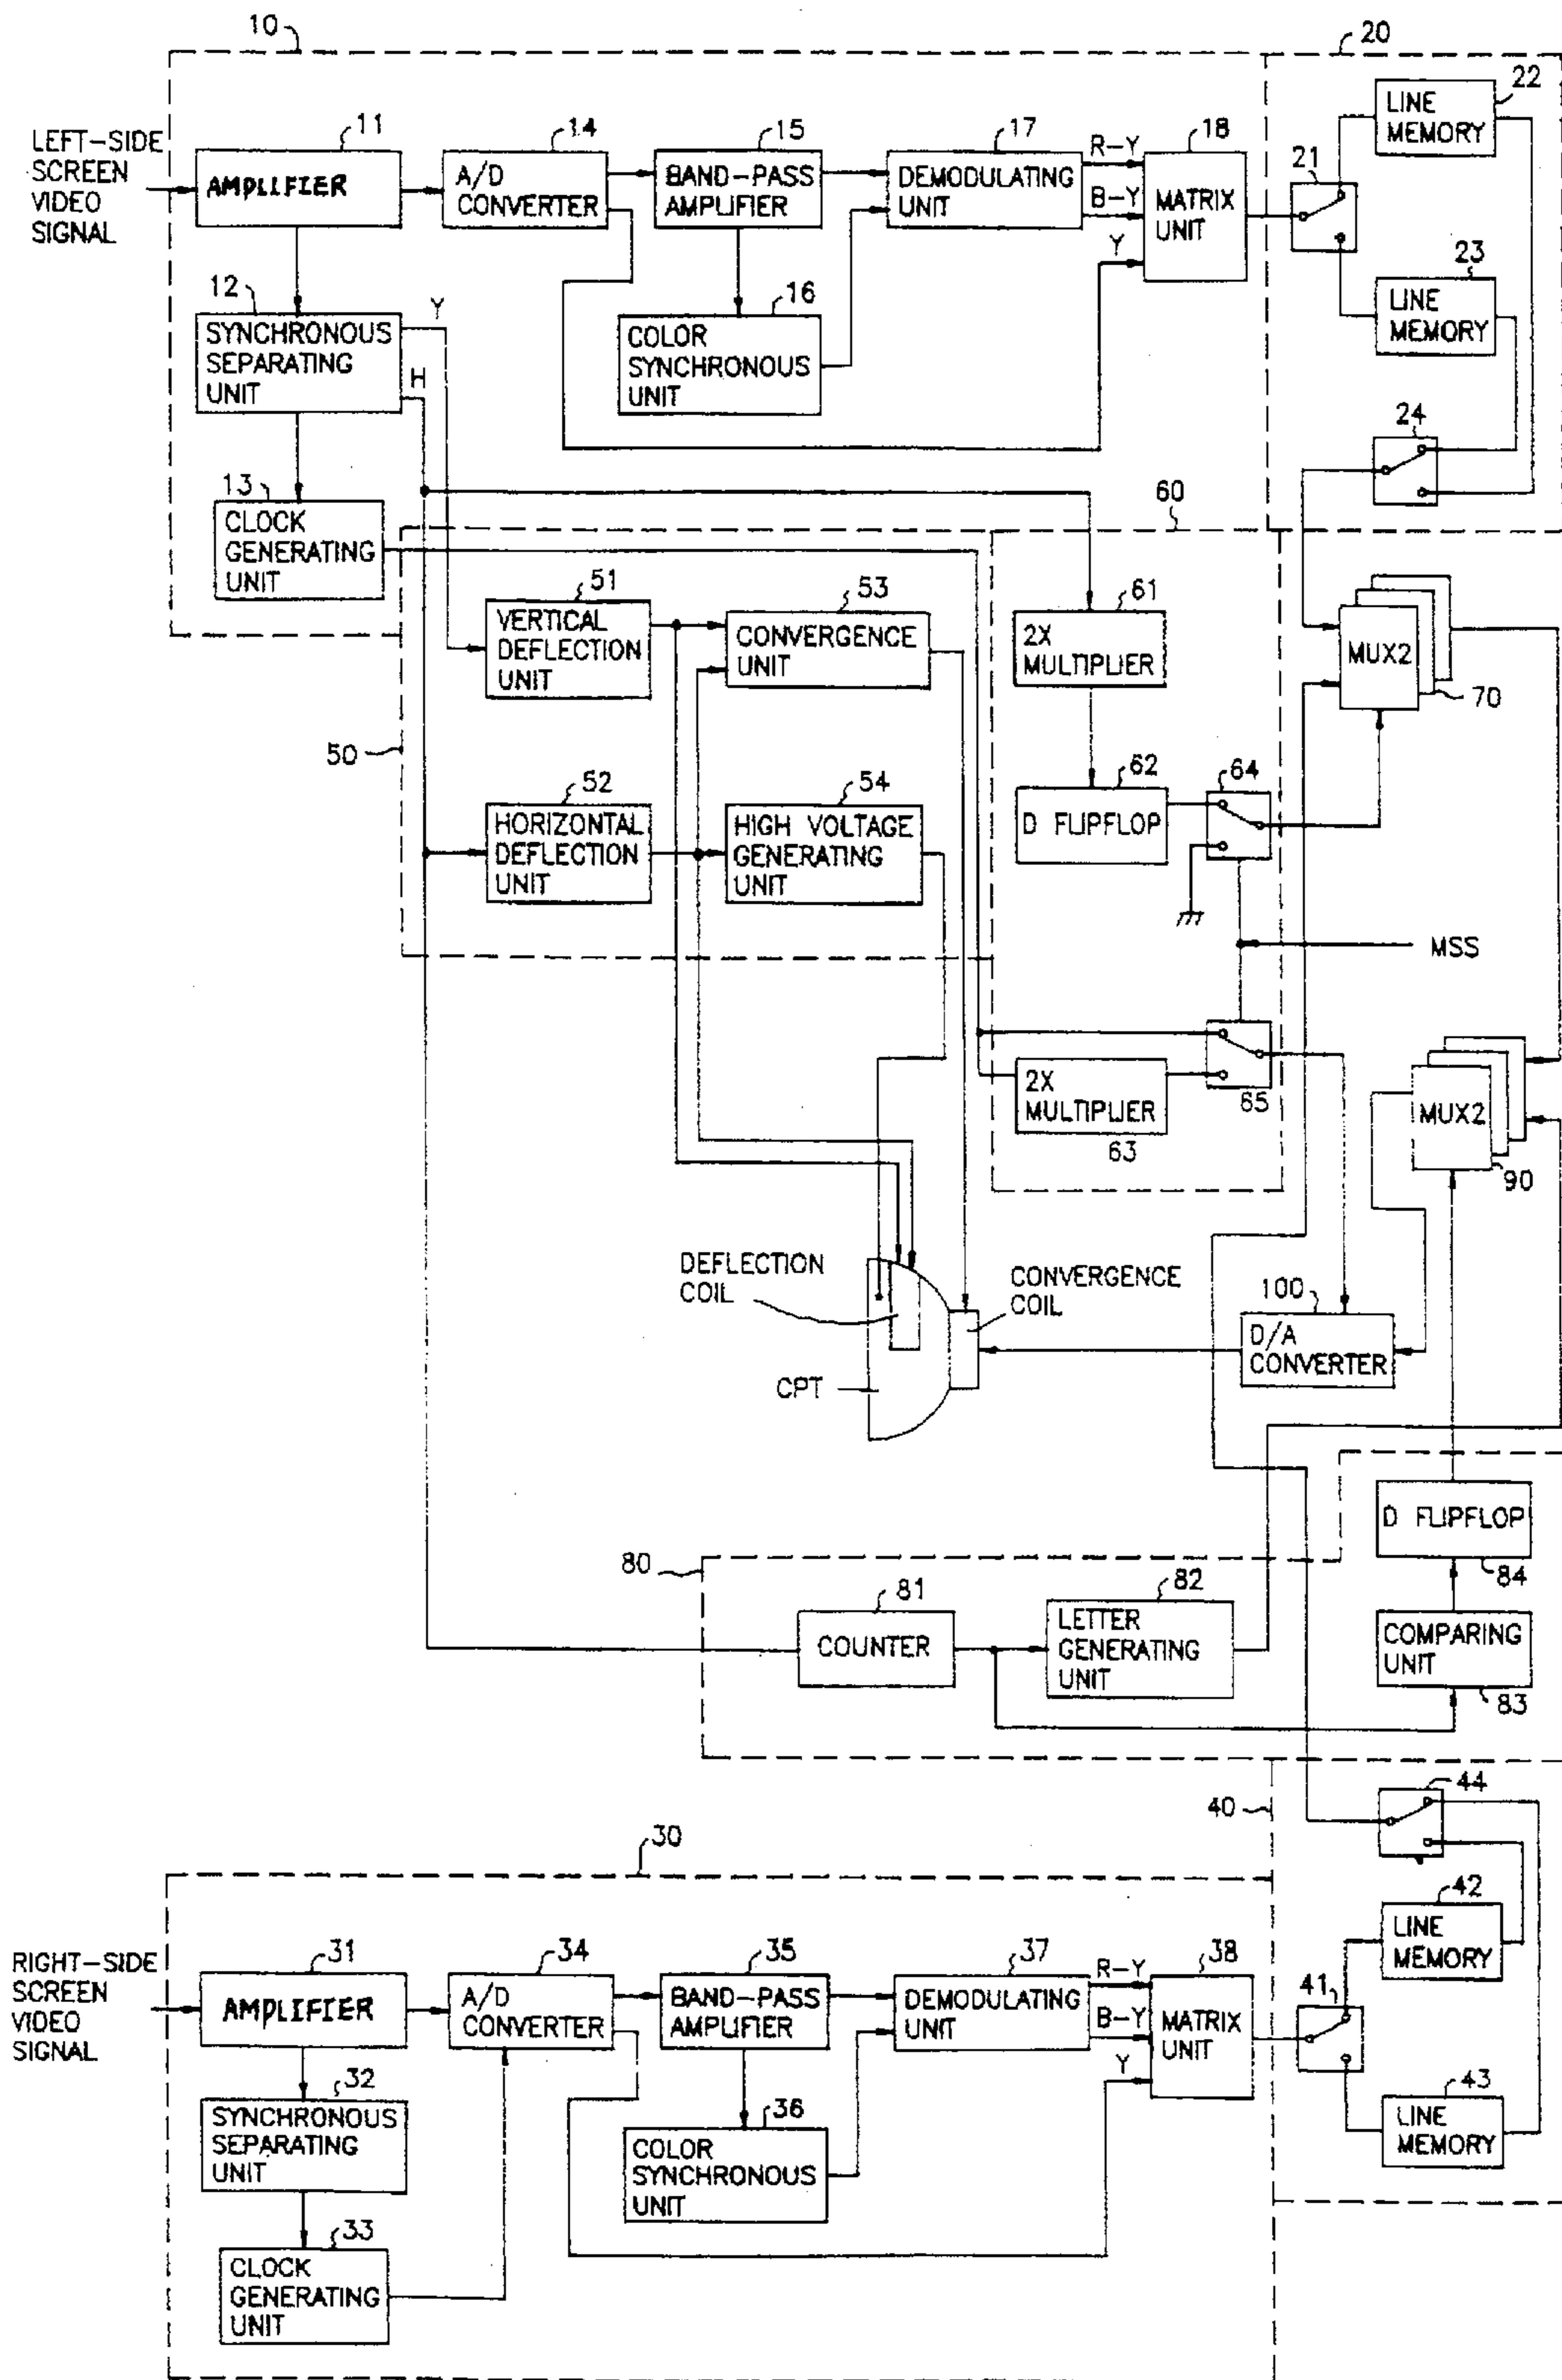 10
20
LEFT-SIDE
SCREEN
VIDEO
SIGNAL
11
AMPLIFIER
14
A/D
CONVERTER
15
BAND-PASS
AMPLIFIER
17
DEMODULATING
UNIT
R-Y
B-Y
Y
18
MATRIX
UNIT
21
22
LINE
MEMORY
23
LINE
MEMORY
24
12
SYNCHRONOUS
SEPARATING
UNIT
Y
H
16
COLOR
SYNCHRONOUS
UNIT
13
CLOCK
GENERATING
UNIT
50
51
VERTICAL
DEFLECTION
UNIT
53
CONVERGENCE
UNIT
52
HORIZONTAL
DEFLECTION
UNIT
54
HIGH VOLTAGE
GENERATING
UNIT
60
61
2X
MULTIPLIER
62
D FLIPFLOP
64
MSS
2X
MULTIPLIER
63
65
MUX2
70
MUX2
90
DEFLECTION
COIL
CONVERGENCE
COIL
CPT
100
D/A
CONVERTER
80
81
COUNTER
82
LETTER
GENERATING
UNIT
D FLIPFLOP
84
COMPARING
UNIT
83
40
44
42
LINE
MEMORY
41
43
LINE
MEMORY
30
RIGHT-SIDE
SCREEN
VIDEO
SIGNAL
31
AMPLIFIER
34
A/D
CONVERTER
35
BAND-PASS
AMPLIFIER
37
DEMODULATING
UNIT
R-Y
B-Y
Y
38
MATRIX
UNIT
32
SYNCHRONOUS
SEPARATING
UNIT
36
COLOR
SYNCHRONOUS
UNIT
33
CLOCK
GENERATING
UNIT